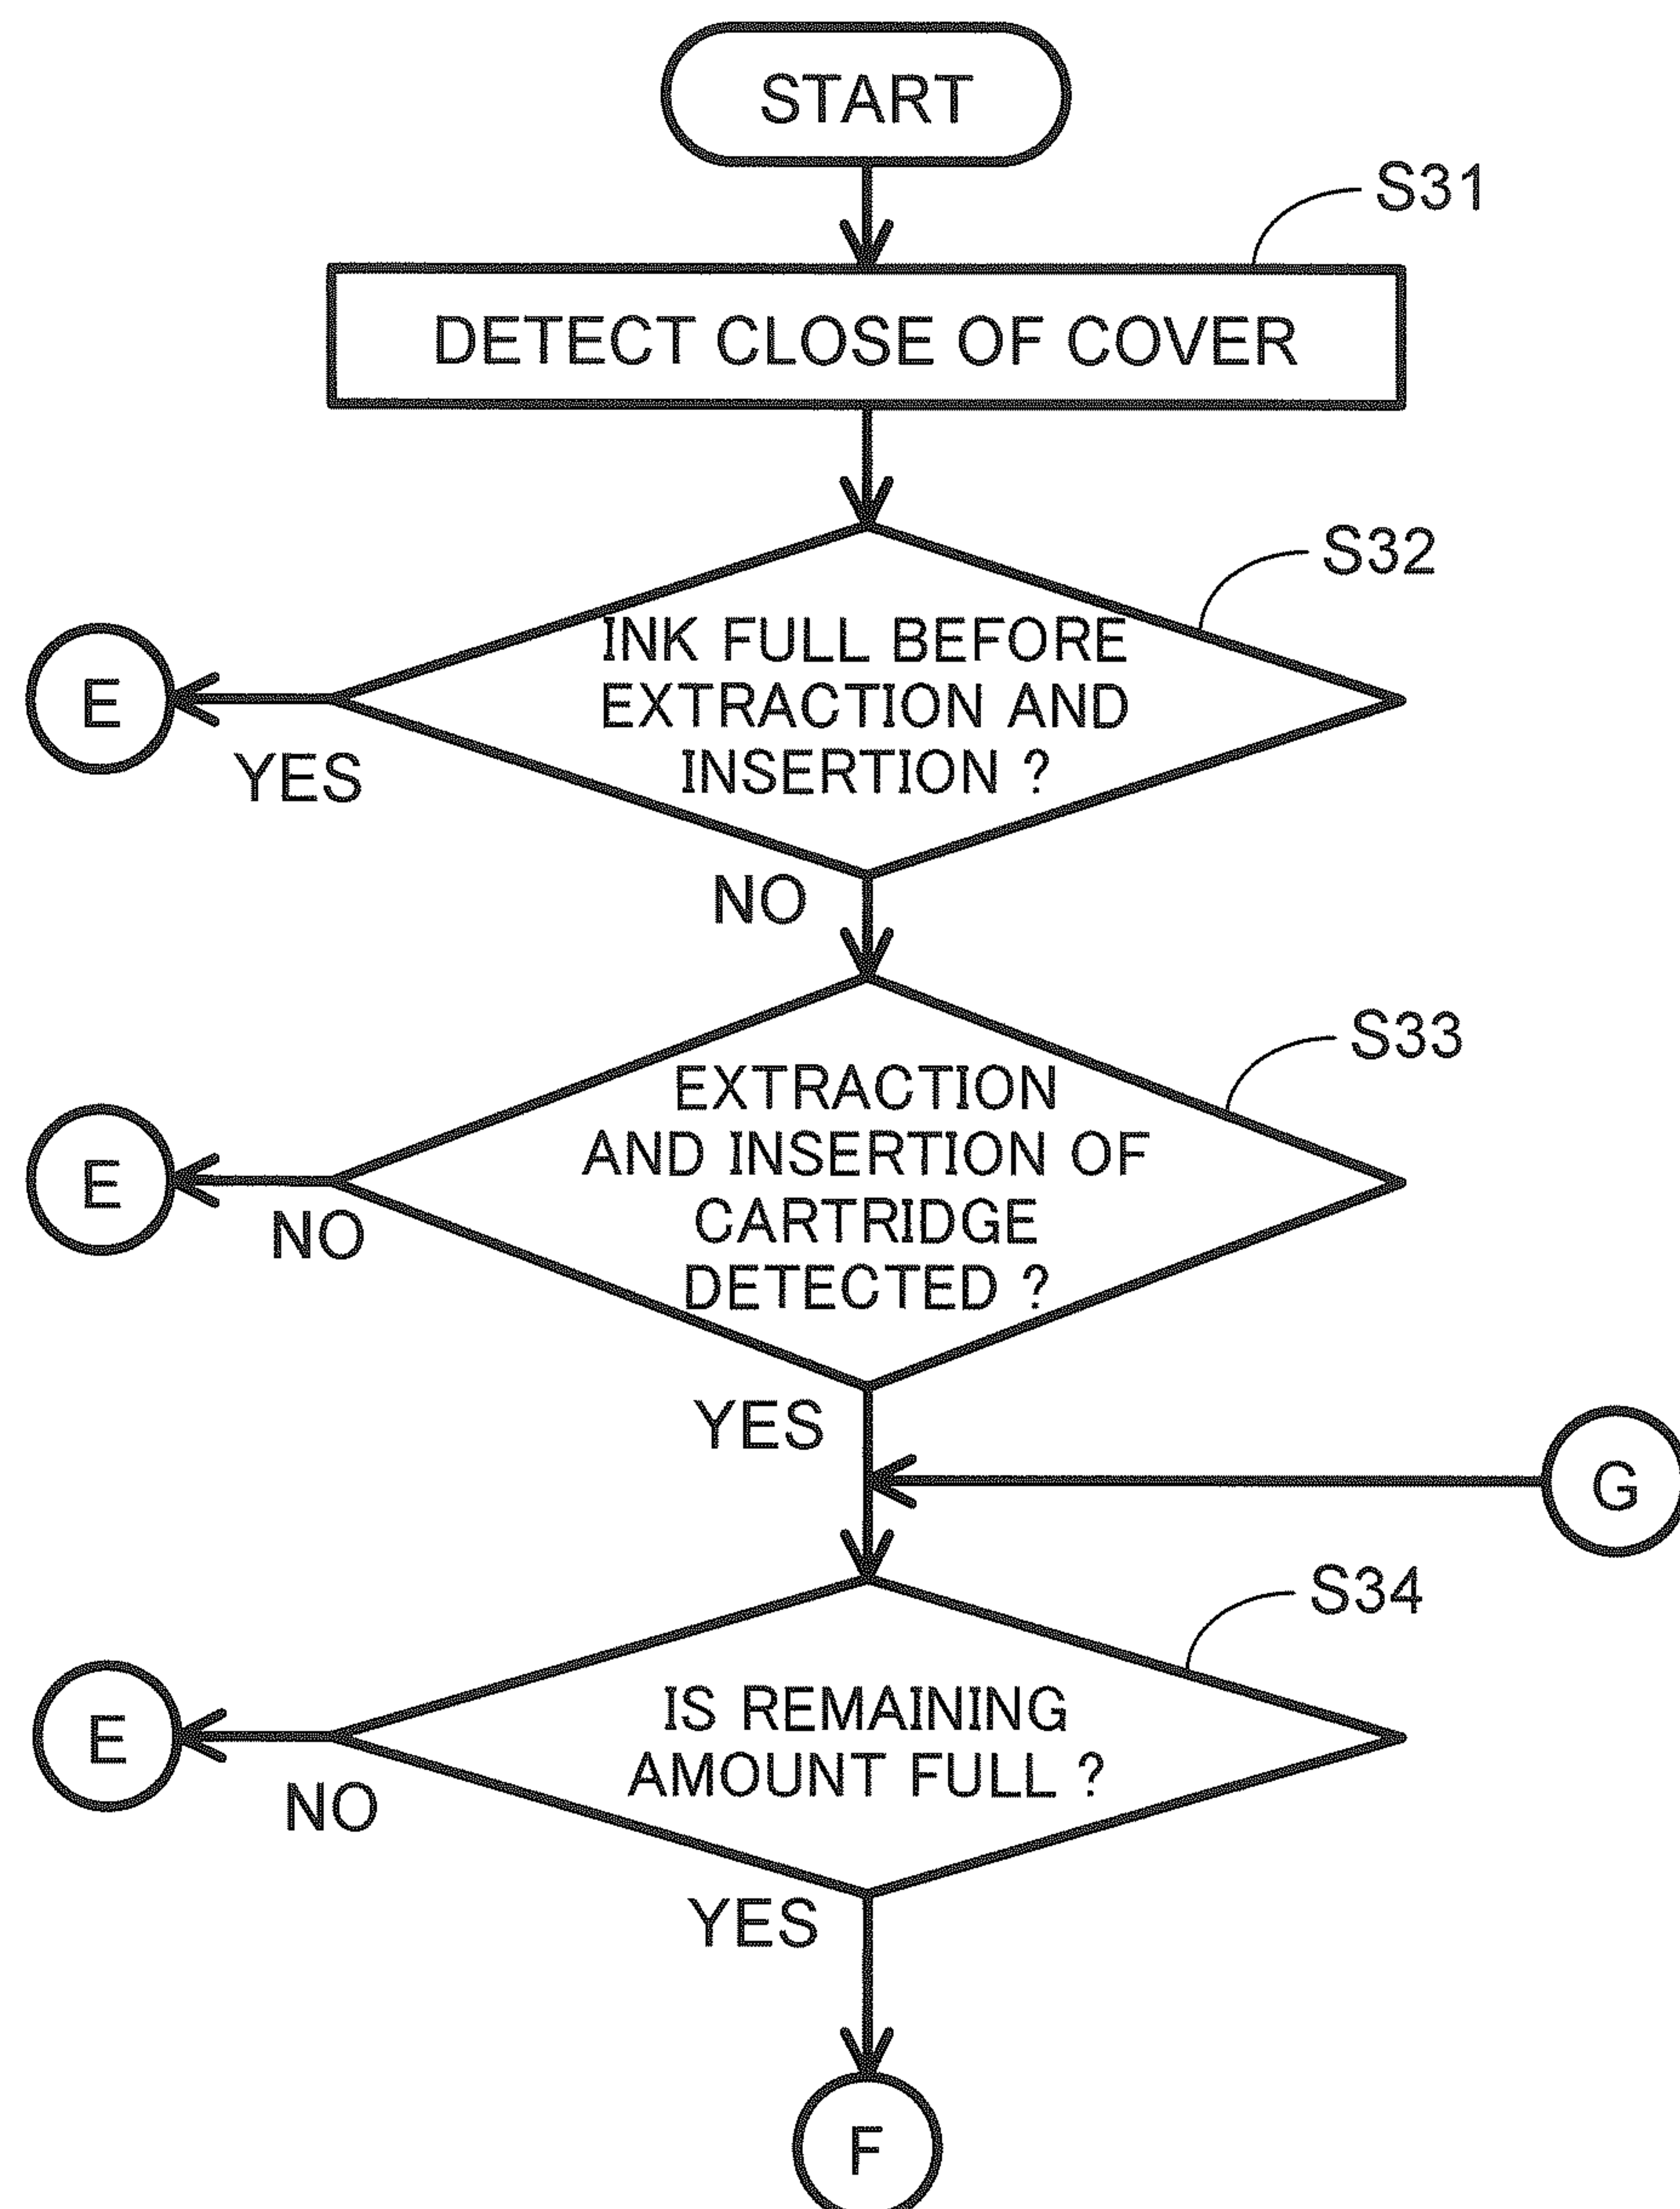 START
S31
DETECT CLOSE OF COVER
S32
INK FULL BEFORE
EXTRACTION AND
INSERTION ?
E
YES
NO
S33
EXTRACTION
AND INSERTION OF
CARTRIDGE
DETECTED ?
E
NO
YES
G
S34
IS REMAINING
AMOUNT FULL ?
E
NO
YES
F